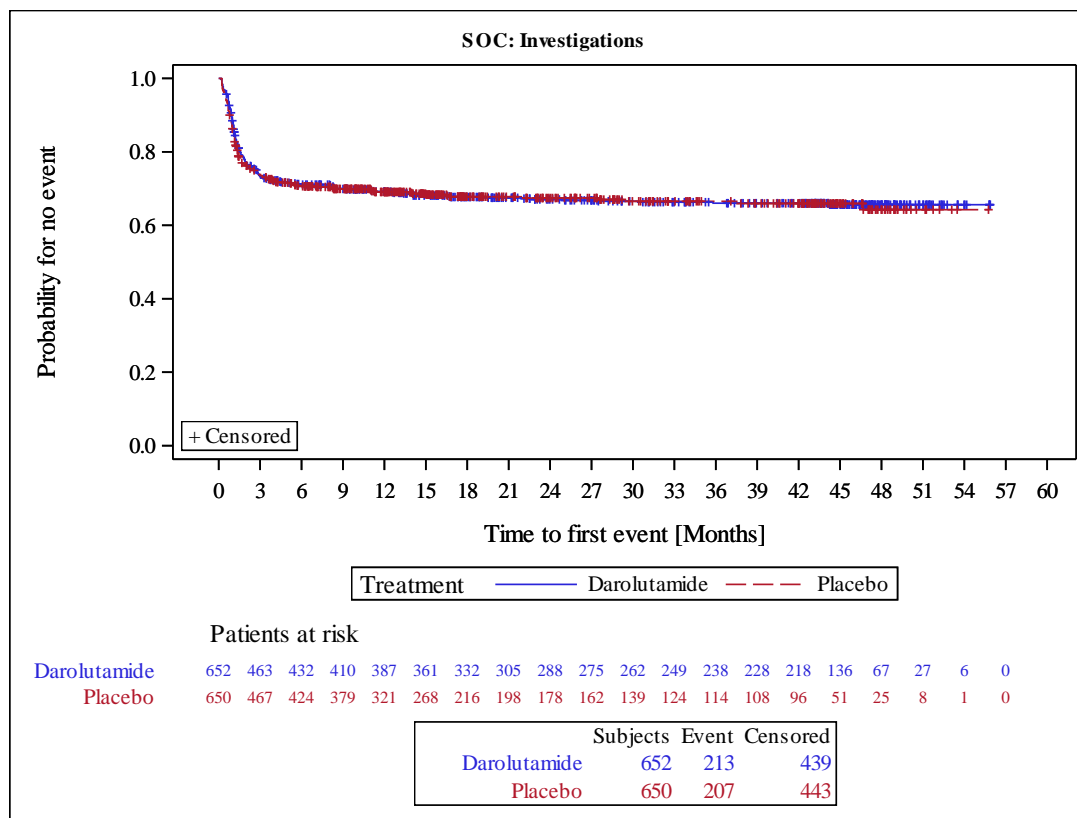 SOC: Investigations
Probability for no event
1.0
0.8
0.6
0.4
0.2
0.0
+ Censored
0 3 6 9 12 15 18 21 24 27 30 33 36 39 42 45 48 51 54 57 60
Time to first event [Months]
Treatment Darolutamide Placebo
Patients at risk
Darolutamide 652 463 432 410 387 361 332 305 288 275 262 249 238 228 218 136 67 27 6 0
Placebo 650 467 424 379 321 268 216 198 178 162 139 124 114 108 96 51 25 8 1 0
Subjects Event Censored
Darolutamide 652 213 439
Placebo 650 207 443